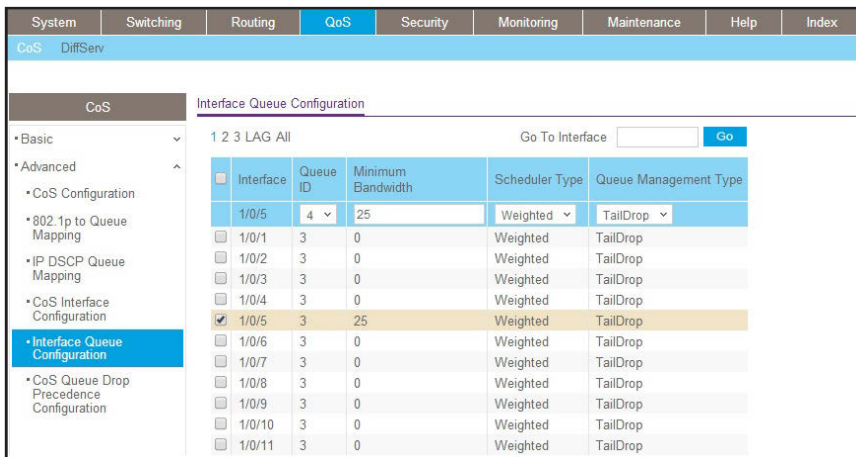 System Switching Routing QoS Security Monitoring Maintenance Help Index
CoS DiffServ
CoS
Basic
Advanced
CoS Configuration
802.1p to Queue
Mapping
IP DSCP Queue
Mapping
CoS Interface
Configuration
Interface Queue
Configuration
CoS Queue Drop
Precedence
Configuration
Interface Queue Configuration
1 2 3 LAG All Go To Interface Go
Interface Queue ID Minimum Bandwidth Scheduler Type Queue Management Type
1/0/5 4 25 Weighted TailDrop
1/0/1 3 0 Weighted TailDrop
1/0/2 3 0 Weighted TailDrop
1/0/3 3 0 Weighted TailDrop
1/0/4 3 0 Weighted TailDrop
1/0/5 3 25 Weighted TailDrop
1/0/6 3 0 Weighted TailDrop
1/0/7 3 0 Weighted TailDrop
1/0/8 3 0 Weighted TailDrop
1/0/9 3 0 Weighted TailDrop
1/0/10 3 0 Weighted TailDrop
1/0/11 3 0 Weighted TailDrop